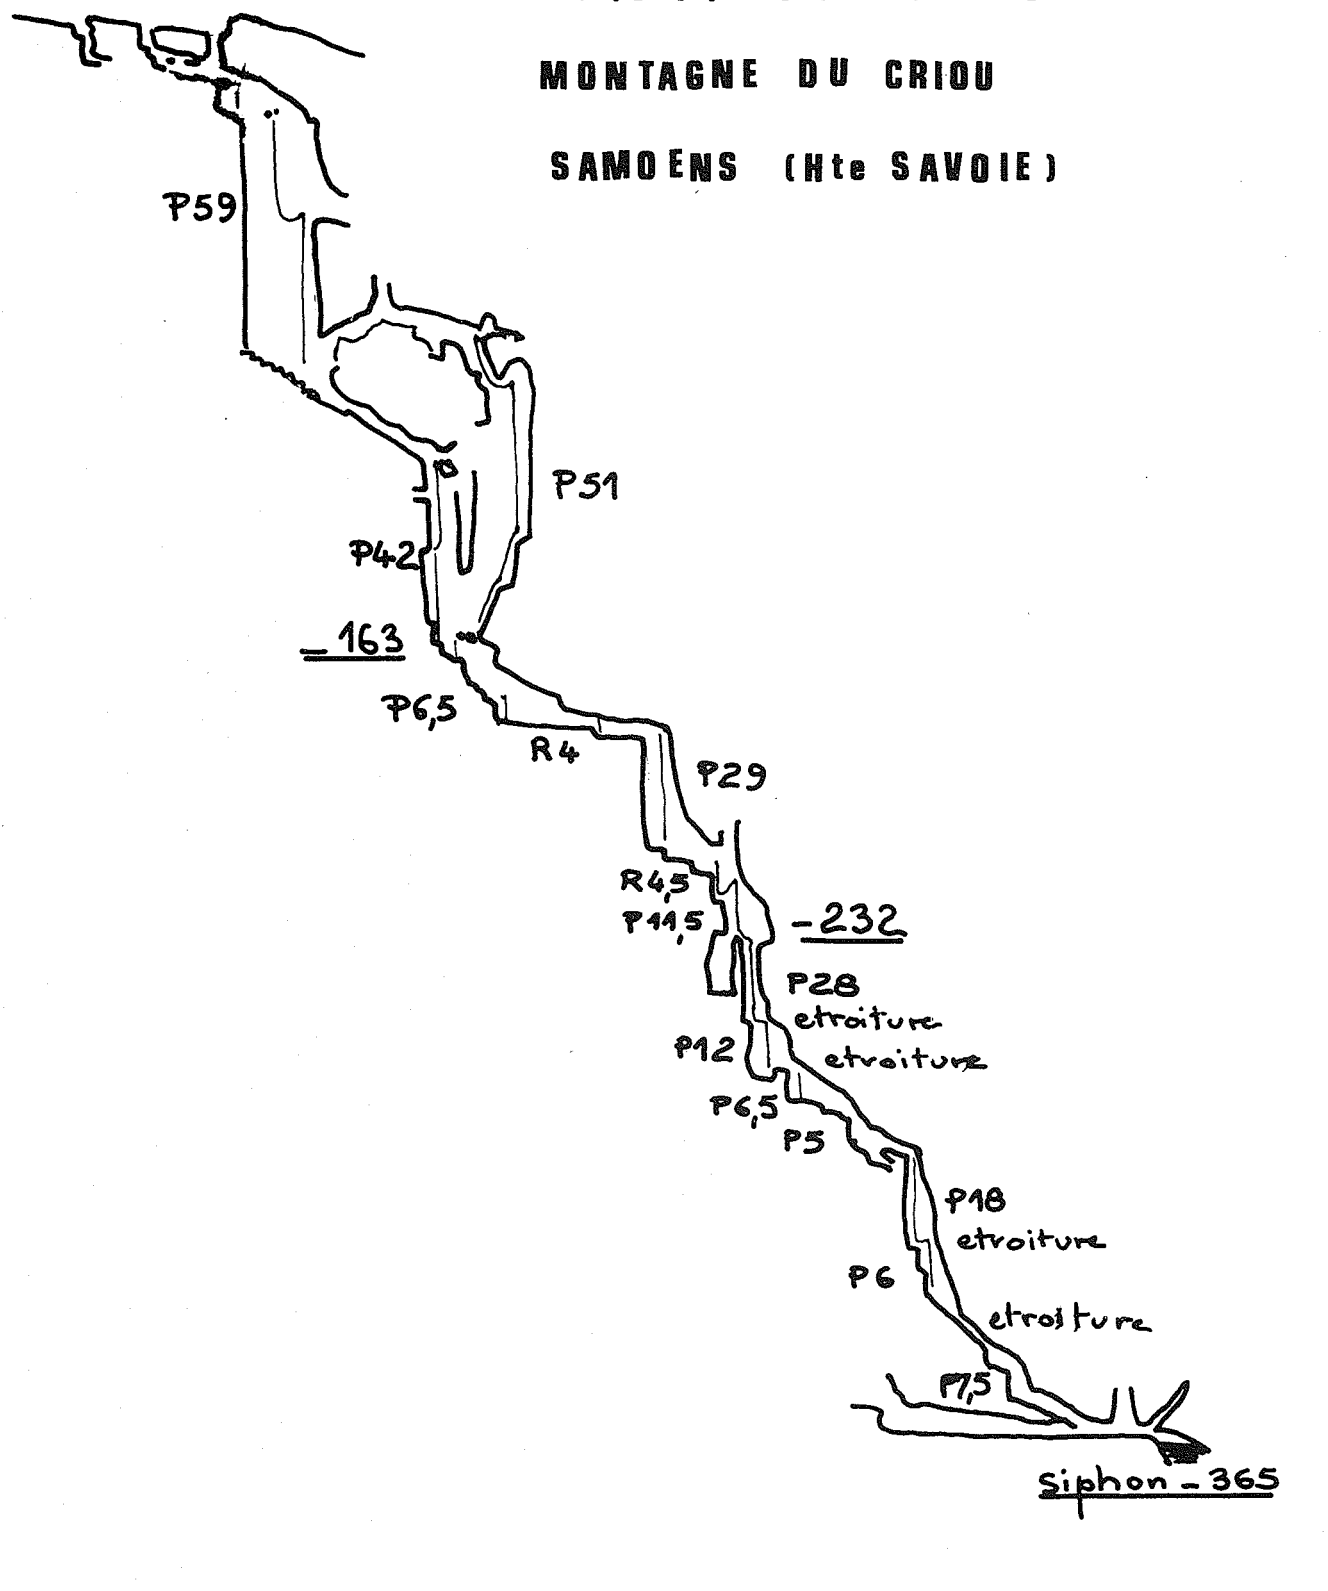 MONTAGNE DU CRIOU
SAMOENS (Hte SAVOIE)
P59
P51
P42
_ 163
P6,5
R4
P29
R4,5
P11,5
-232
P28
etroiture
etroiture
P12
P6,5
P5
P18
etroiture
P6
etroiture
P7,5
Siphon - 365